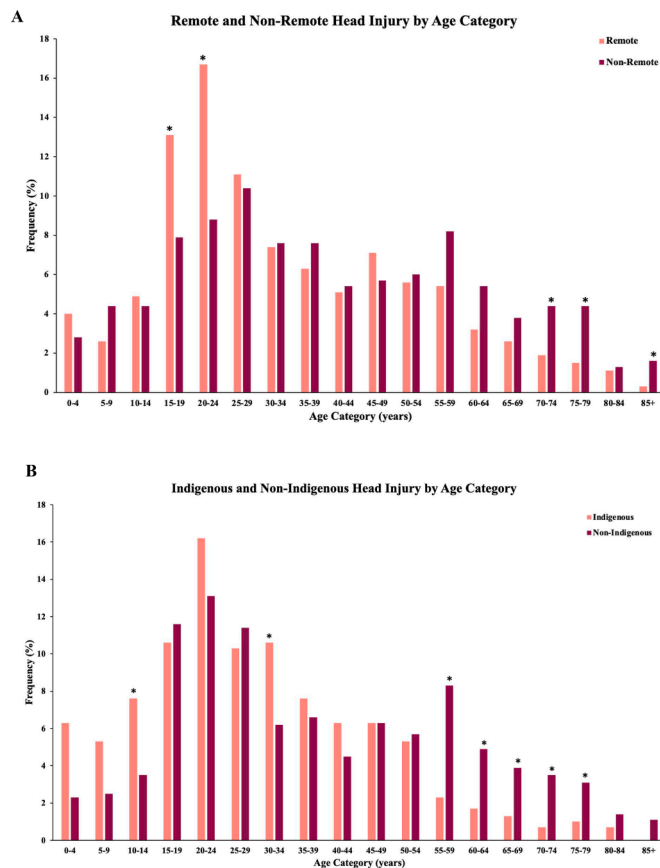 A
Remote and Non-Remote Head Injury by Age Category
Remote
Non-Remote
18
16
14
12
10
8
6
4
2
0
Frequency (%)
*
*
*
*
*
0-4 5-9 10-14 15-19 20-24 25-29 30-34 35-39 40-44 45-49 50-54 55-59 60-64 65-69 70-74 75-79 80-84 85+
Age Category (years)
B
Indigenous and Non-Indigenous Head Injury by Age Category
Indigenous
Non-Indigenous
18
16
14
12
10
8
6
4
2
0
Frequency (%)
*
*
*
*
*
*
*
0-4 5-9 10-14 15-19 20-24 25-29 30-34 35-39 40-44 45-49 50-54 55-59 60-64 65-69 70-74 75-79 80-84 85+
Age Category (years)